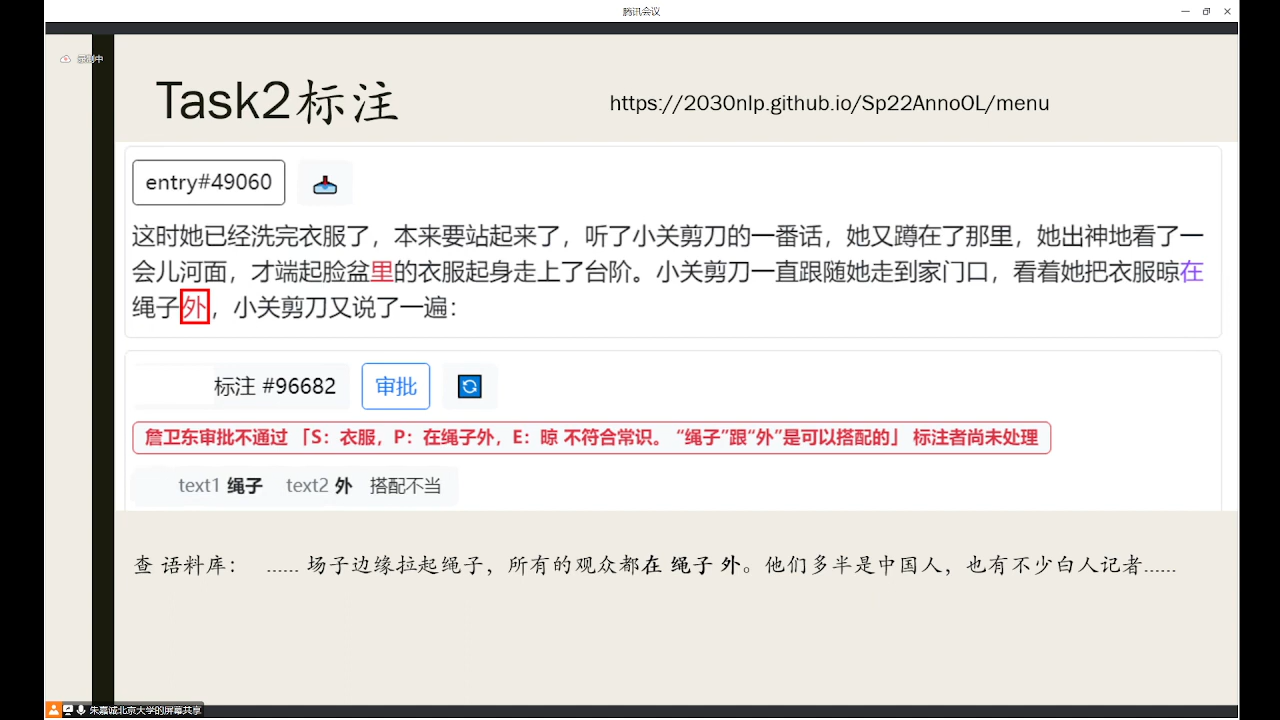 腾讯会议
录制中
Task2标注
https://2030nlp.github.io/Sp22AnnoOL/menu
entry#49060
这时她已经洗完衣服了，本来要站起来了，听了小关剪刀的一番话，她又蹲在了那里，她出神地看了一
会儿河面，才端起脸盆里的衣服起身走上了台阶。小关剪刀一直跟随她走到家门口，看着她把衣服晾在
绳子外，小关剪刀又说了一遍：
标注 #96682 审批
詹卫东审批不通过 「S：衣服，P：在绳子外，E：晾 不符合常识。 “绳子”跟“外”是可以搭配的」 标注者尚未处理
text1 绳子 text2 外 搭配不当
查 语料库： …… 场子边缘拉起绳子，所有的观众都在 绳子 外。他们多半是中国人，也有不少白人记者……
朱嘉诚北京大学的屏幕共享